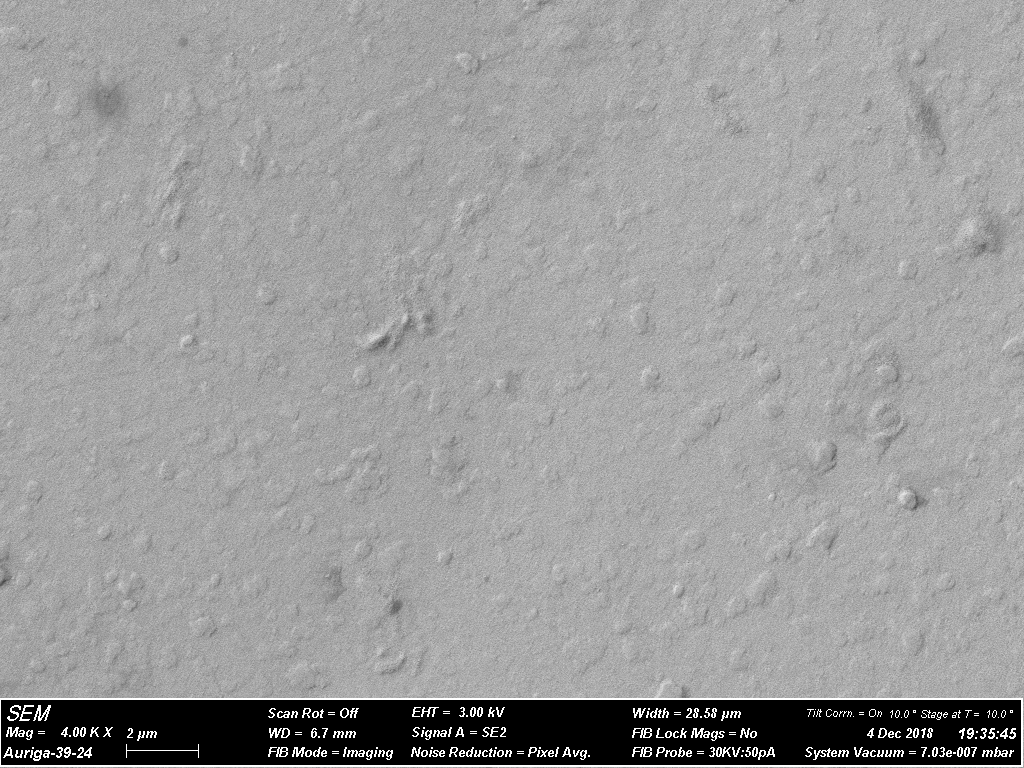 SEM Scan Rot = Off EHT = 3.00 kV Width = 28.58 µm Tilt Corrn. = On 10.0 ° Stage at T = 10.0 °
Mag = 4.00 K X 2 µm WD = 6.7 mm Signal A = SE2 FIB Lock Mags = No 4 Dec 2018 19:35:45
Auriga-39-24 FIB Mode = Imaging Noise Reduction = Pixel Avg. FIB Probe = 30KV:50pA System Vacuum = 7.03e-007 mbar